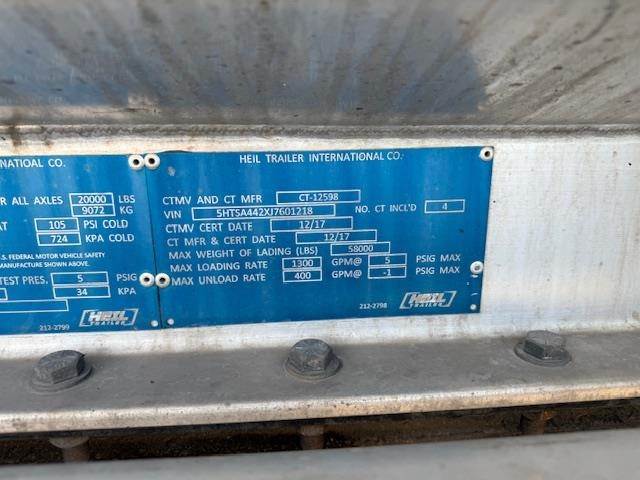 NATIOAL CO.
R ALL AXLES 20000 LBS
9072 KG
AT 105 PSI COLD
724 KPA COLD
.S. FEDERAL MOTOR VEHICLE SAFETY
MANUFACTURE SHOWN ABOVE.
TEST PRES. 5 PSIG
34 KPA
212-2799 HEIL
TRAILER
HEIL TRAILER INTERNATIONAL CO.
CTMV AND CT MFR CT-12598
VIN 5HTSA442XJ7601218 NO. CT INCL'D 4
CTMV CERT DATE 12/17
CT MFR & CERT DATE 12/17
MAX WEIGHT OF LADING (LBS) 58000
MAX LOADING RATE 1300 GPM@ 5 PSIG MAX
MAX UNLOAD RATE 400 GPM@ -1 PSIG MAX
212-2798 HEIL
TRAILER